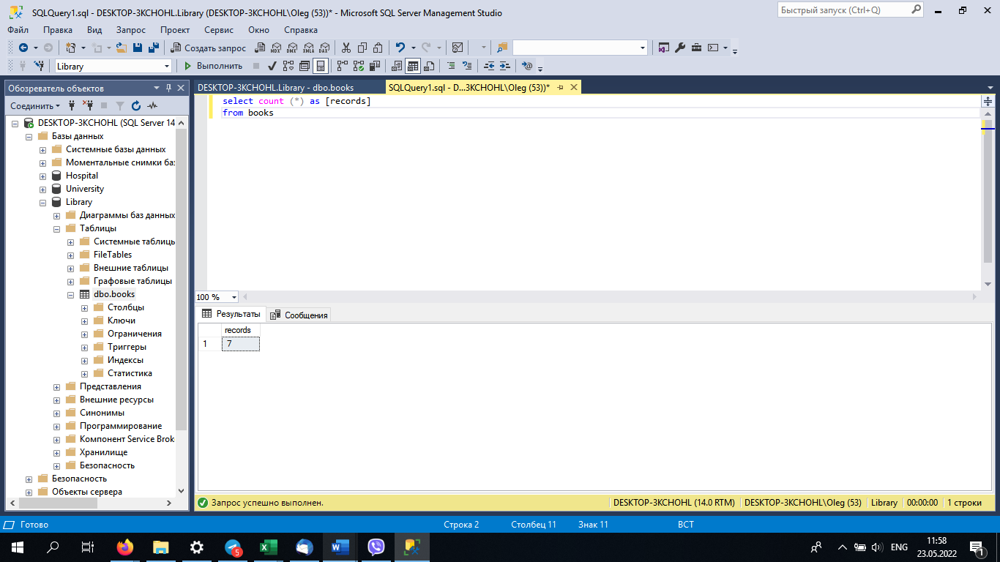 SQLQuery1.sql - DESKTOP-3KCHOHL.Library (DESKTOP-3KCHOHL\Oleg (53))* - Microsoft SQL Server Management Studio
Быстрый запуск (Ctrl+Q)
Файл Правка Вид Запрос Проект Сервис Окно Справка
Создать запрос MDX DMX XMLA DAX
Library Выполнить
Обозреватель объектов
Соединить
DESKTOP-3KCHOHL (SQL Server 14
Базы данных
Системные базы данных
Моментальные снимки баз
Hospital
University
Library
Диаграммы баз данных
Таблицы
Системные таблицы
FileTables
Внешние таблицы
Графовые таблицы
dbo.books
Столбцы
Ключи
Ограничения
Триггеры
Индексы
Статистика
Представления
Внешние ресурсы
Синонимы
Программирование
Компонент Service Brok
Хранилище
Безопасность
Безопасность
Объекты сервера
DESKTOP-3KCHOHL.Library - dbo.books
SQLQuery1.sql - D...3KCHOHL\Oleg (53))*
select count (*) as [records]
from books
100 %
Результаты Сообщения
records
1 7
Запрос успешно выполнен.
DESKTOP-3KCHOHL (14.0 RTM) DESKTOP-3KCHOHL\Oleg (53) Library 00:00:00 1 строки
Готово Строка 2 Столбец 11 Знак 11 ВСТ
5
ENG
11:58
23.05.2022
1